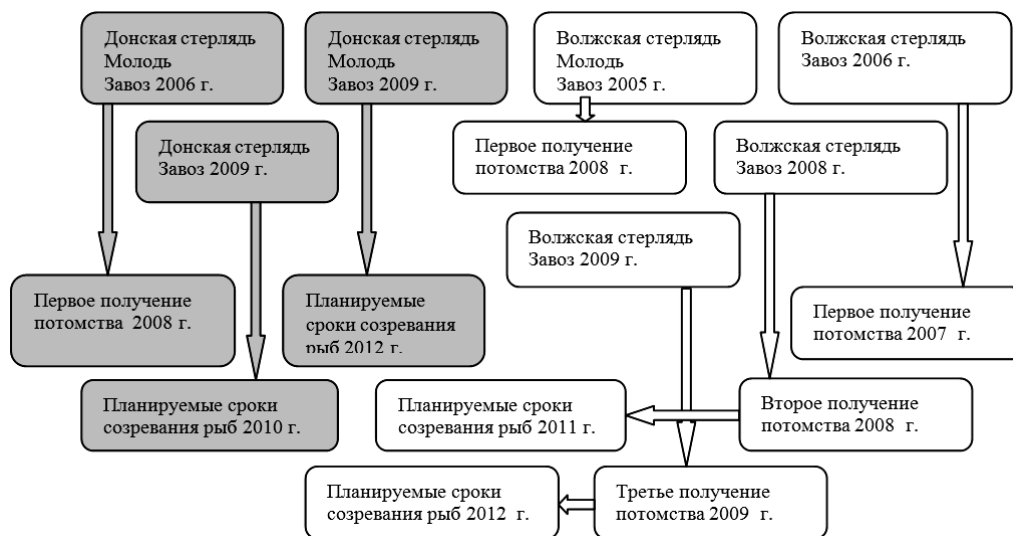 Донская стерлядь
Молодь
Завоз 2006 г.
Донская стерлядь
Молодь
Завоз 2009 г.
Волжская стерлядь
Молодь
Завоз 2005 г.
Волжская стерлядь
Завоз 2006 г.
Донская стерлядь
Завоз 2009 г.
Первое получение
потомства 2008 г.
Волжская стерлядь
Завоз 2008 г.
Волжская стерлядь
Завоз 2009 г.
Первое получение
потомства 2008 г.
Планируемые
сроки созревания
рыб 2012 г.
Первое получение
потомства 2007 г.
Планируемые сроки
созревания рыб 2010 г.
Планируемые сроки
созревания рыб 2011 г.
Второе получение
потомства 2008 г.
Планируемые сроки
созревания рыб 2012 г.
Третье получение
потомства 2009 г.